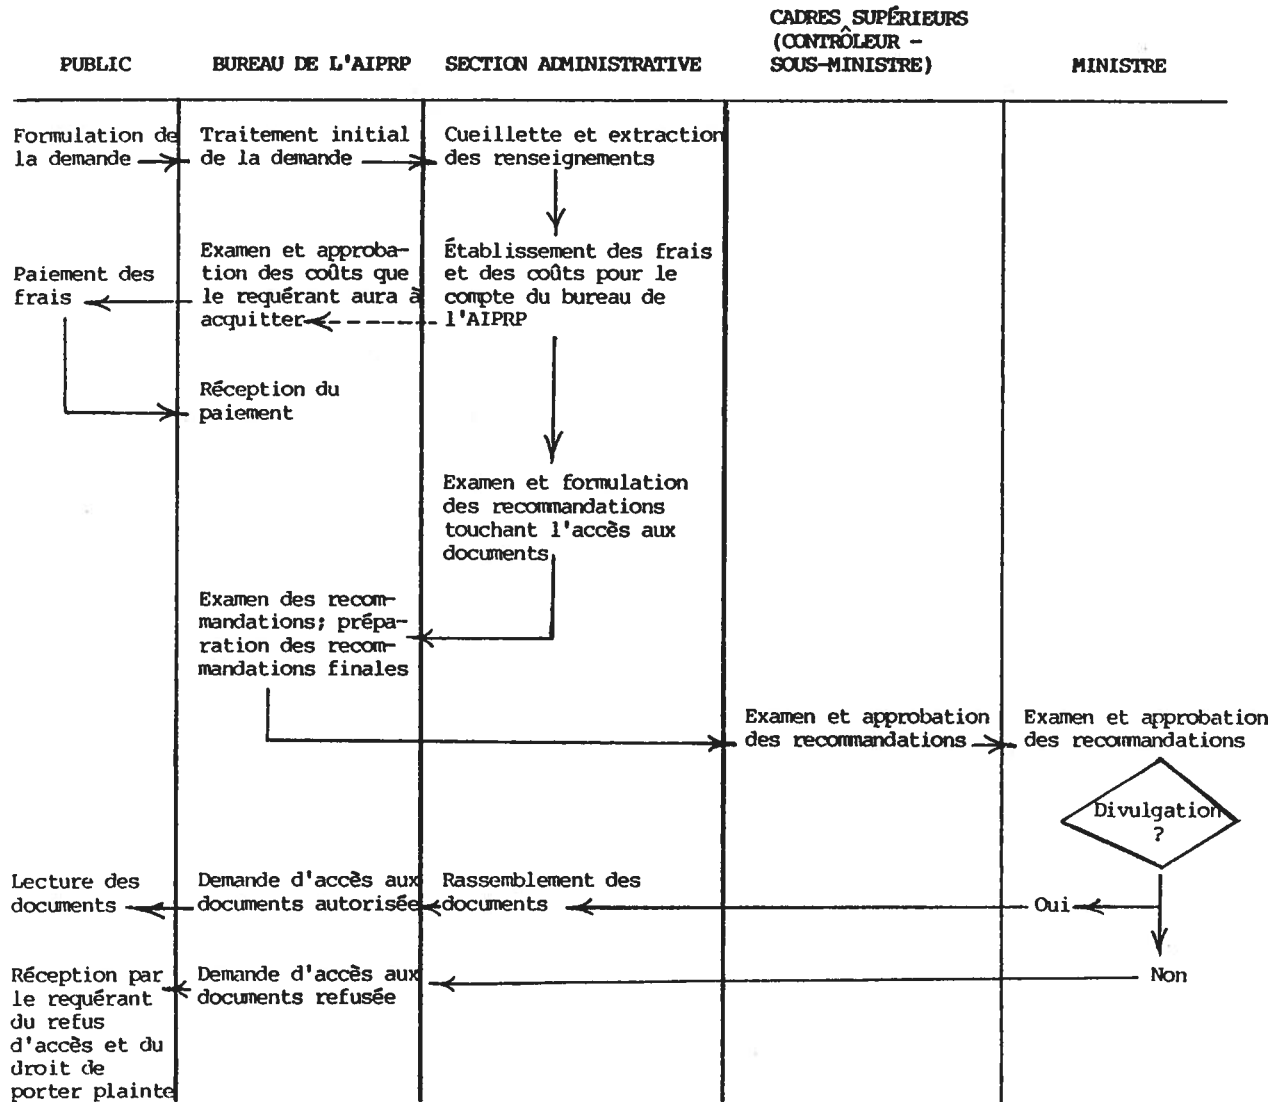 CADRES SUPÉRIEURS
(CONTRÔLEUR -
SOUS-MINISTRE)
PUBLIC
BUREAU DE L'AIPRP
SECTION ADMINISTRATIVE
MINISTRE
Formulation de
la demande
Traitement initial
de la demande
Cueillette et extraction
des renseignements
Paiement des
frais
Examen et approba-
tion des coûts que
le requérant aura à
acquitter
Établissement des frais
et des coûts pour le
compte du bureau de
l'AIPRP
Réception du
paiement
Examen et formulation
des recommandations
touchant l'accès aux
documents
Examen des recom-
mandations; prépa-
ration des recom-
mandations finales
Examen et approbation
des recommandations
Examen et approbation
des recommandations
Divulgation
?
Lecture des
documents
Demande d'accès aux
documents autorisée
Rassemblement des
documents
Oui
Réception par
le requérant
du refus
d'accès et du
droit de
porter plainte
Demande d'accès aux
documents refusée
Non